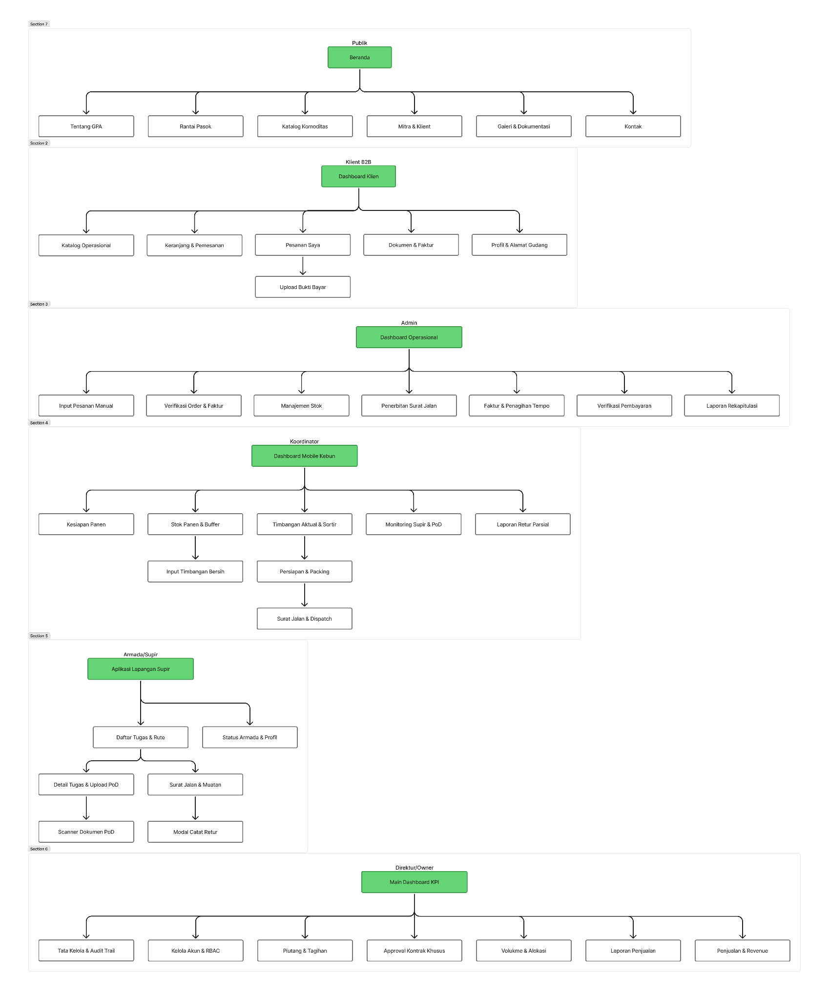 Section 7
Publik
Beranda
Tentang GPA
Rantai Pasok
Katalog Komoditas
Mitra & Klient
Galeri & Dokumentasi
Kontak
Section 2
Klient B2B
Dashboard Klien
Katalog Operasional
Keranjang & Pemesanan
Pesanan Saya
Dokumen & Faktur
Profil & Alamat Gudang
Upload Bukti Bayar
Section 3
Admin
Dashboard Operasional
Input Pesanan Manual
Verifikasi Order & Faktur
Manajemen Stok
Penerbitan Surat Jalan
Faktur & Penagihan Tempo
Verifikasi Pembayaran
Laporan Rekapitulasi
Section 4
Koordinator
Dashboard Mobile Kebun
Kesiapan Panen
Stok Panen & Buffer
Timbangan Aktual & Sortir
Monitoring Supir & PoD
Laporan Retur Parsial
Input Timbangan Bersih
Persiapan & Packing
Surat Jalan & Dispatch
Section 5
Armada/Supir
Aplikasi Lapangan Supir
Daftar Tugas & Rute
Status Armada & Profil
Detail Tugas & Upload PoD
Surat Jalan & Muatan
Scanner Dokumen PoD
Modal Catat Retur
Section 6
Direktur/Owner
Main Dashboard KPI
Tata Kelola & Audit Trail
Kelola Akun & RBAC
Piutang & Tagihan
Approval Kontrak Khusus
Volukme & Alokasi
Laporan Penjualan
Penjualan & Revenue